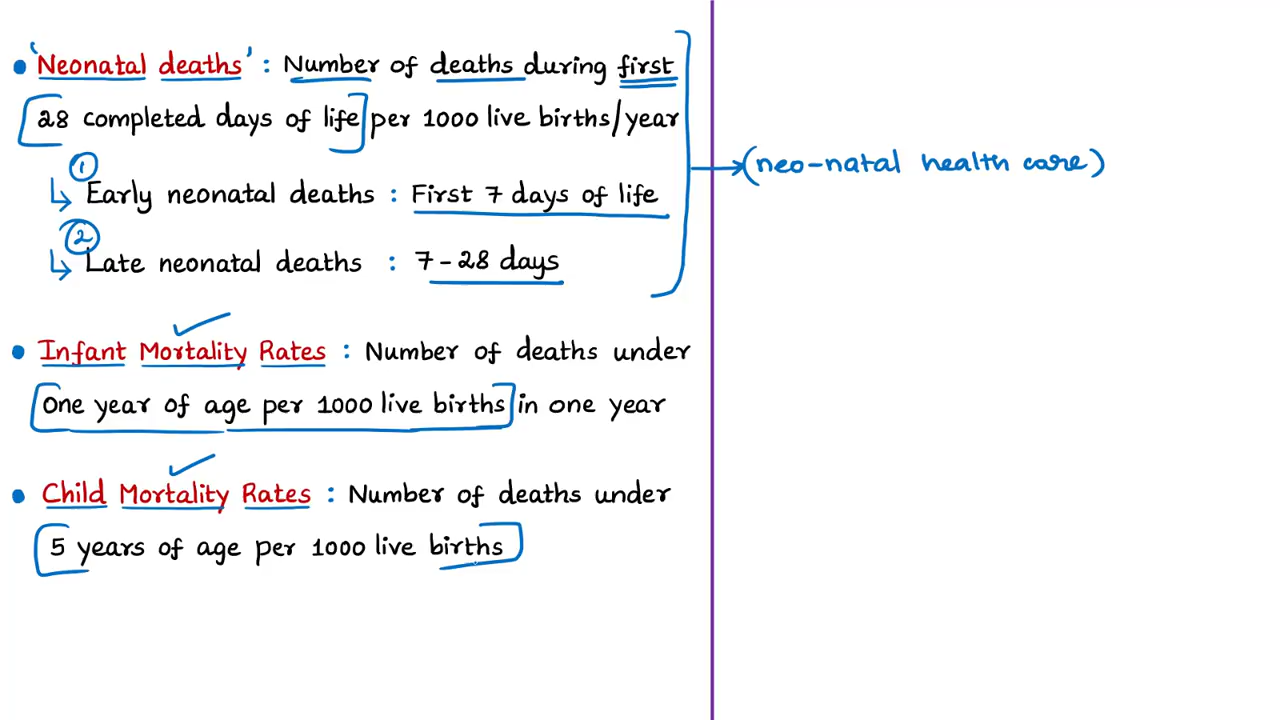 • 'Neonatal deaths' : Number of deaths during first
28 completed days of life per 1000 live births/year
① ↳ Early neonatal deaths : First 7 days of life
② ↳ Late neonatal deaths : 7 – 28 days
→ (neo-natal health care)
• Infant Mortality Rates : Number of deaths under
One year of age per 1000 live births in one year
• Child Mortality Rates : Number of deaths under
5 years of age per 1000 live births